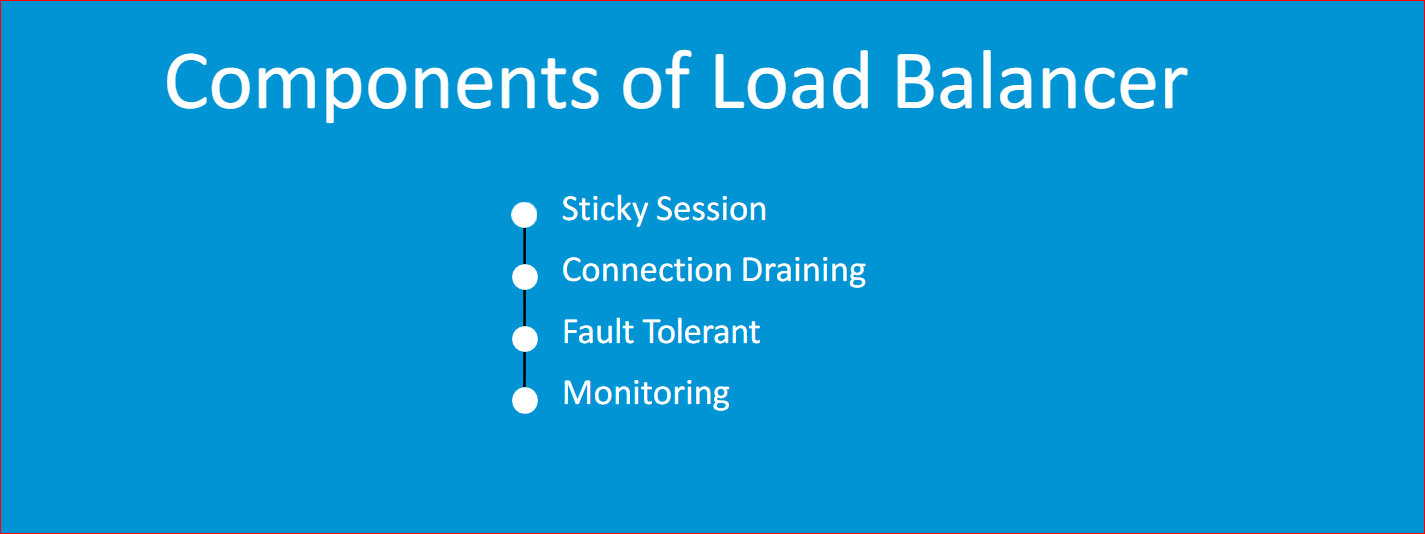 Components of Load Balancer
Sticky Session
Connection Draining
Fault Tolerant
Monitoring